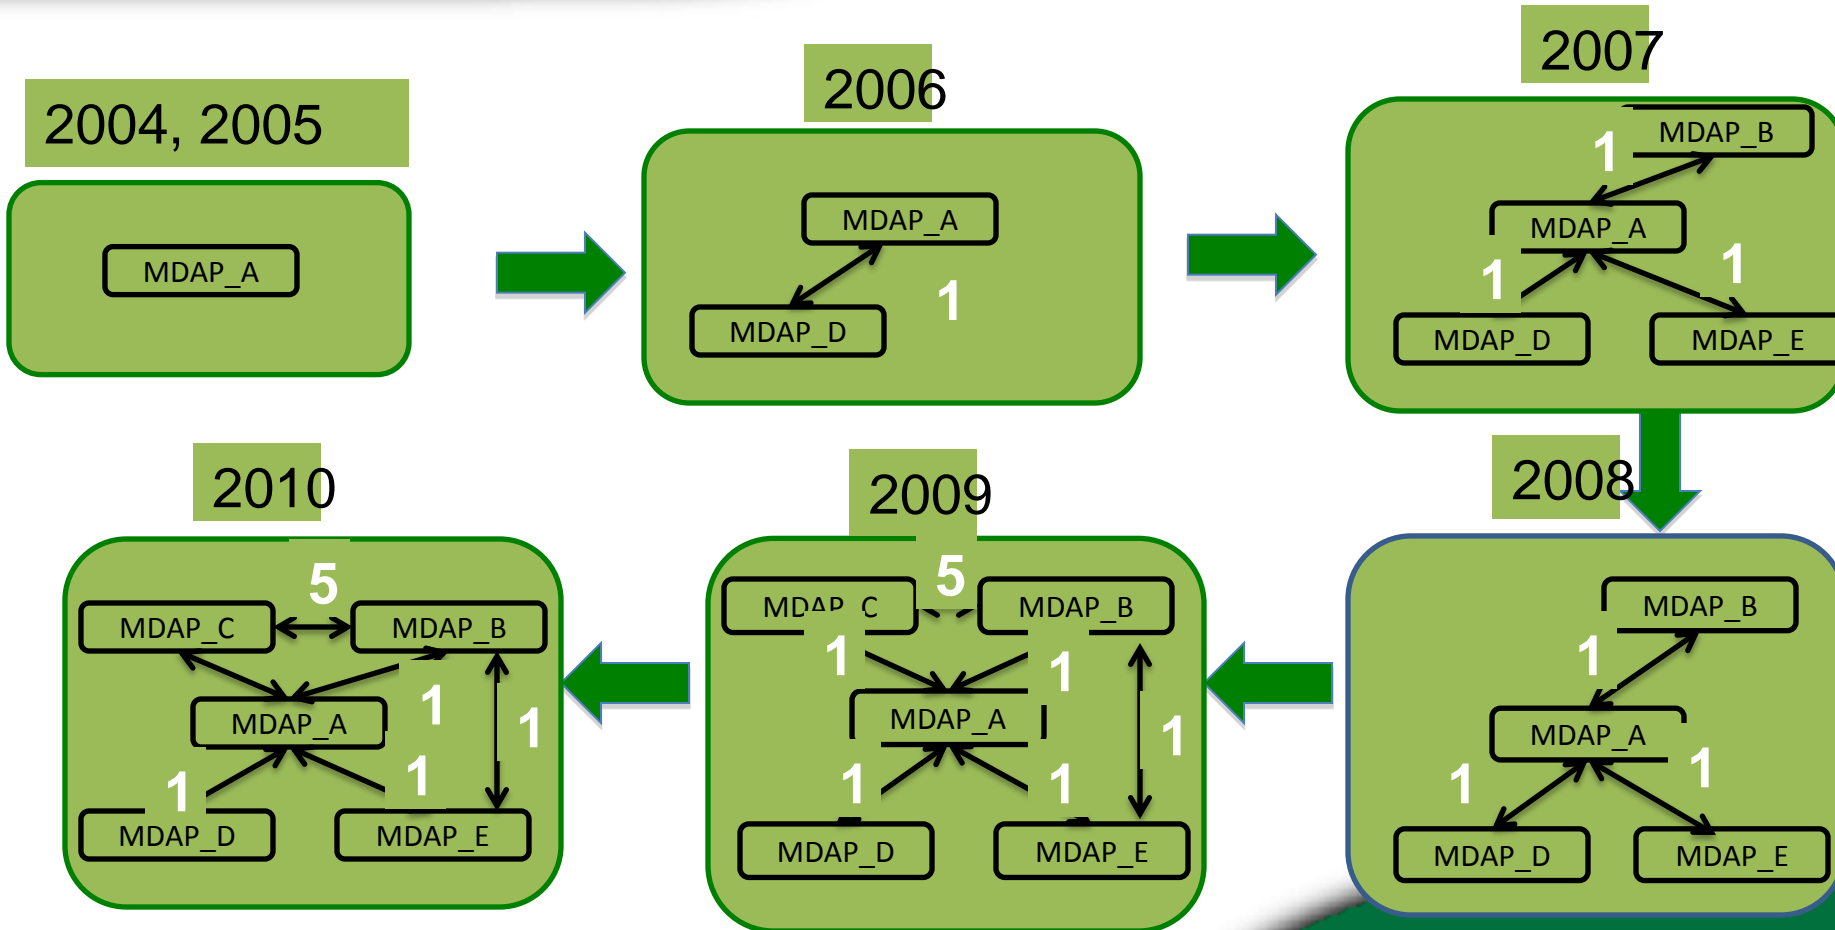 2004, 2005
MDAP_A
2006
MDAP_A
1
MDAP_D
2007
MDAP_B
1
MDAP_A
1
1
MDAP_D
MDAP_E
2008
MDAP_B
1
MDAP_A
1
1
MDAP_D
MDAP_E
2009
5
MDAP_C
MDAP_B
1
1
MDAP_A
1
1
1
MDAP_D
MDAP_E
2010
5
MDAP_C
MDAP_B
1
MDAP_A
1
1
1
MDAP_D
MDAP_E